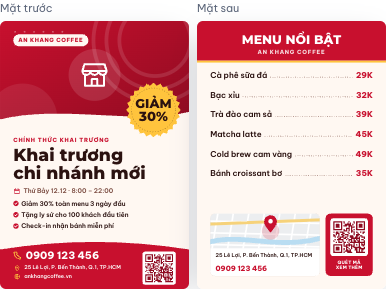 Mặt trước
AN KHANG COFFEE
GIẢM
30%
CHÍNH THỨC KHAI TRƯƠNG
Khai trương
chi nhánh mới
Thứ Bảy 12.12 · 8:00 – 22:00
Giảm 30% toàn menu 3 ngày đầu
Tặng ly sứ cho 100 khách đầu tiên
Check-in nhận bánh miễn phí
0909 123 456
25 Lê Lợi, P. Bến Thành, Q.1, TP.HCM
ankhangcoffee.vn
Mặt sau
MENU NỔI BẬT
AN KHANG COFFEE
Cà phê sữa đá 29K
Bạc xỉu 32K
Trà đào cam sả 39K
Matcha latte 45K
Cold brew cam vàng 49K
Bánh croissant bơ 35K
25 Lê Lợi, P. Bến Thành, Q.1, TP.HCM
0909 123 456
QUÉT MÃ
XEM THÊM